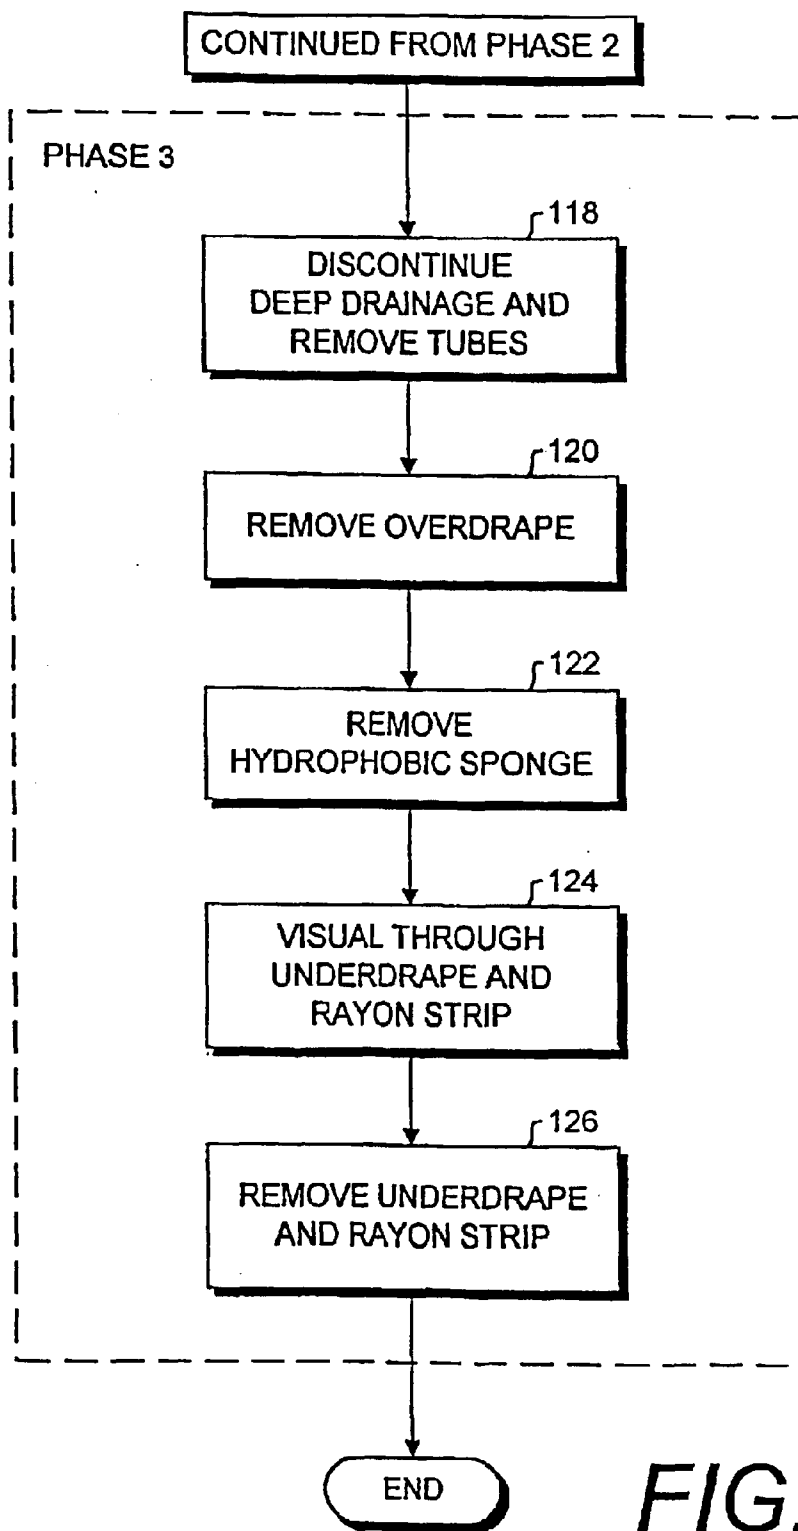 CONTINUED FROM PHASE 2
PHASE 3
118
DISCONTINUE
DEEP DRAINAGE AND
REMOVE TUBES
120
REMOVE OVERDRAPE
122
REMOVE
HYDROPHOBIC SPONGE
124
VISUAL THROUGH
UNDERDRAPE AND
RAYON STRIP
126
REMOVE UNDERDRAPE
AND RAYON STRIP
END
FIG.